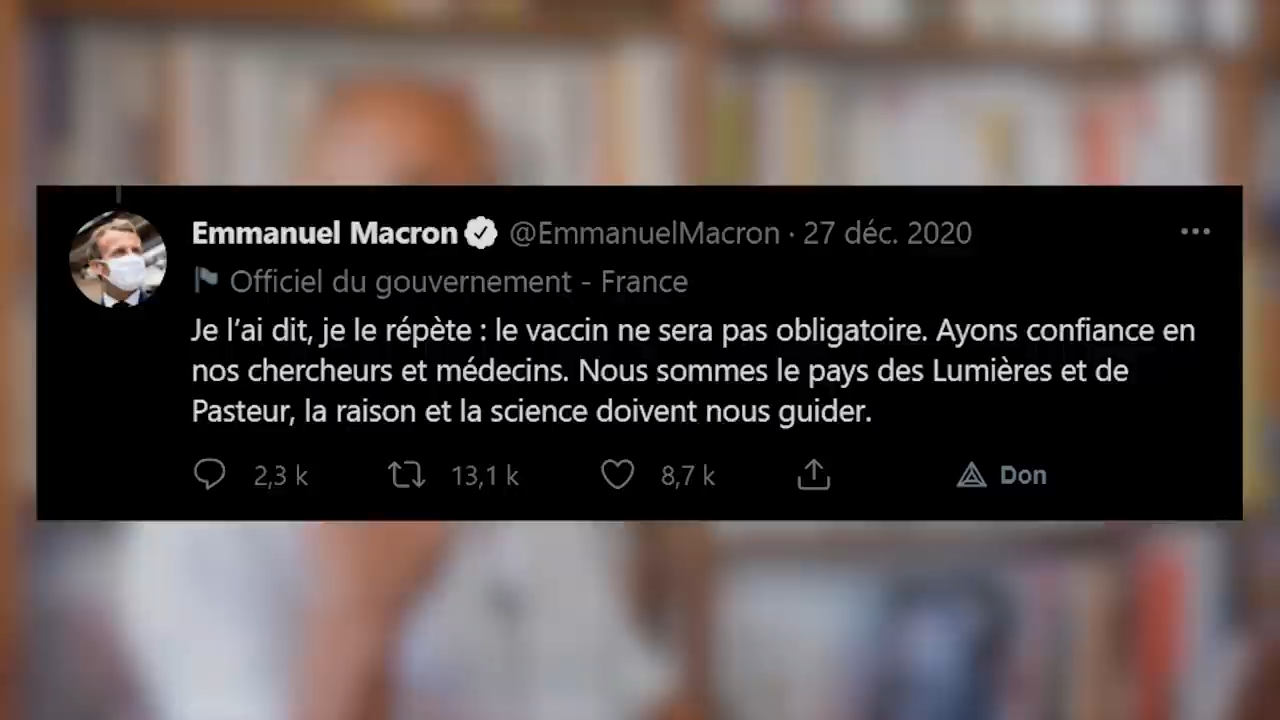 Emmanuel Macron @EmmanuelMacron · 27 déc. 2020
Officiel du gouvernement - France
Je l’ai dit, je le répète : le vaccin ne sera pas obligatoire. Ayons confiance en
nos chercheurs et médecins. Nous sommes le pays des Lumières et de
Pasteur, la raison et la science doivent nous guider.
2,3 k 13,1 k 8,7 k Don